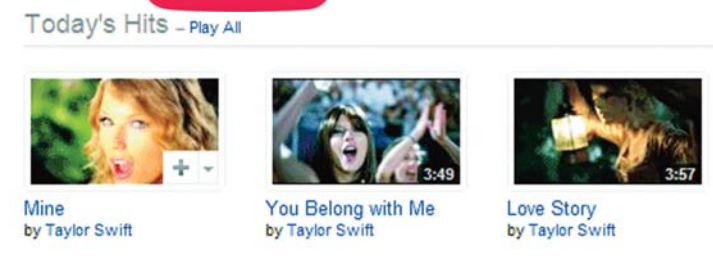 Today's Hits – Play All
3:49
3:57
Mine
You Belong with Me
Love Story
by Taylor Swift
by Taylor Swift
by Taylor Swift